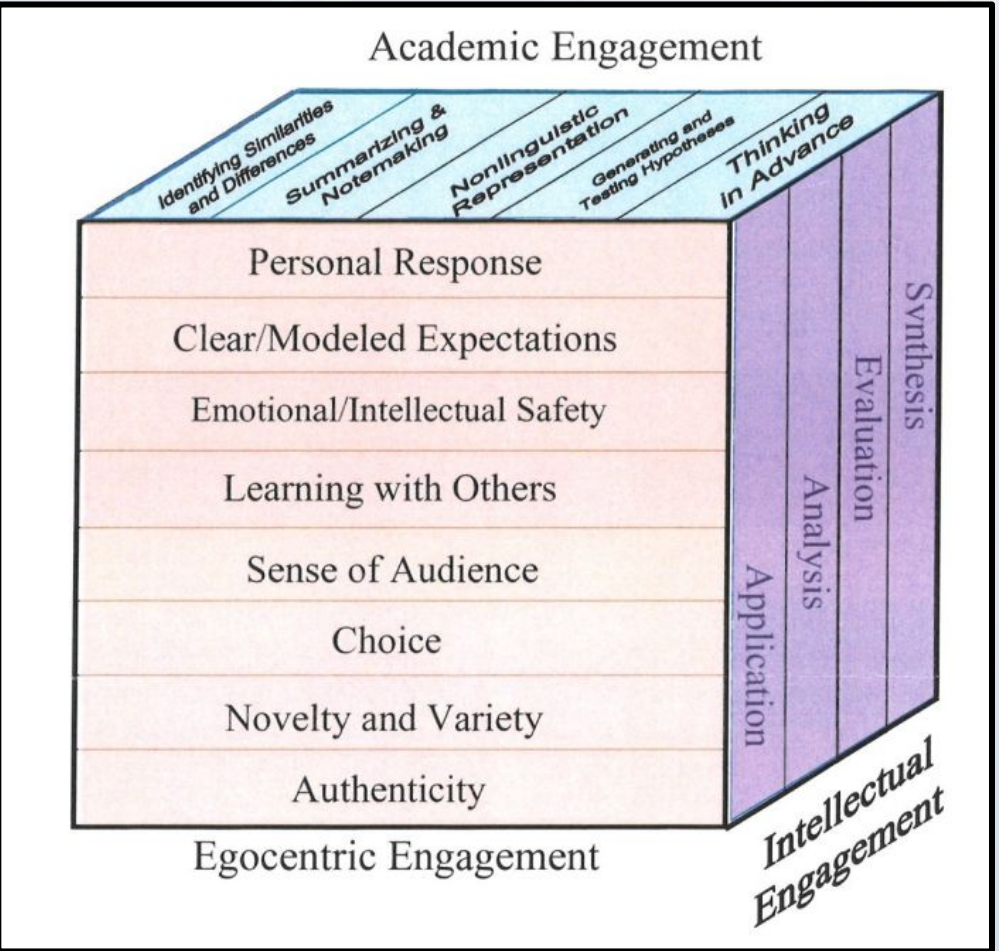 Academic Engagement
Identifying Similarities
and Differences
Summarizing &
Notemaking
Nonlinguistic
Representation
Generating and
Testing Hypotheses
Thinking
in Advance
Personal Response
Clear/Modeled Expectations
Emotional/Intellectual Safety
Learning with Others
Sense of Audience
Choice
Novelty and Variety
Authenticity
Application
Analysis
Evaluation
Synthesis
Egocentric Engagement
Intellectual
Engagement